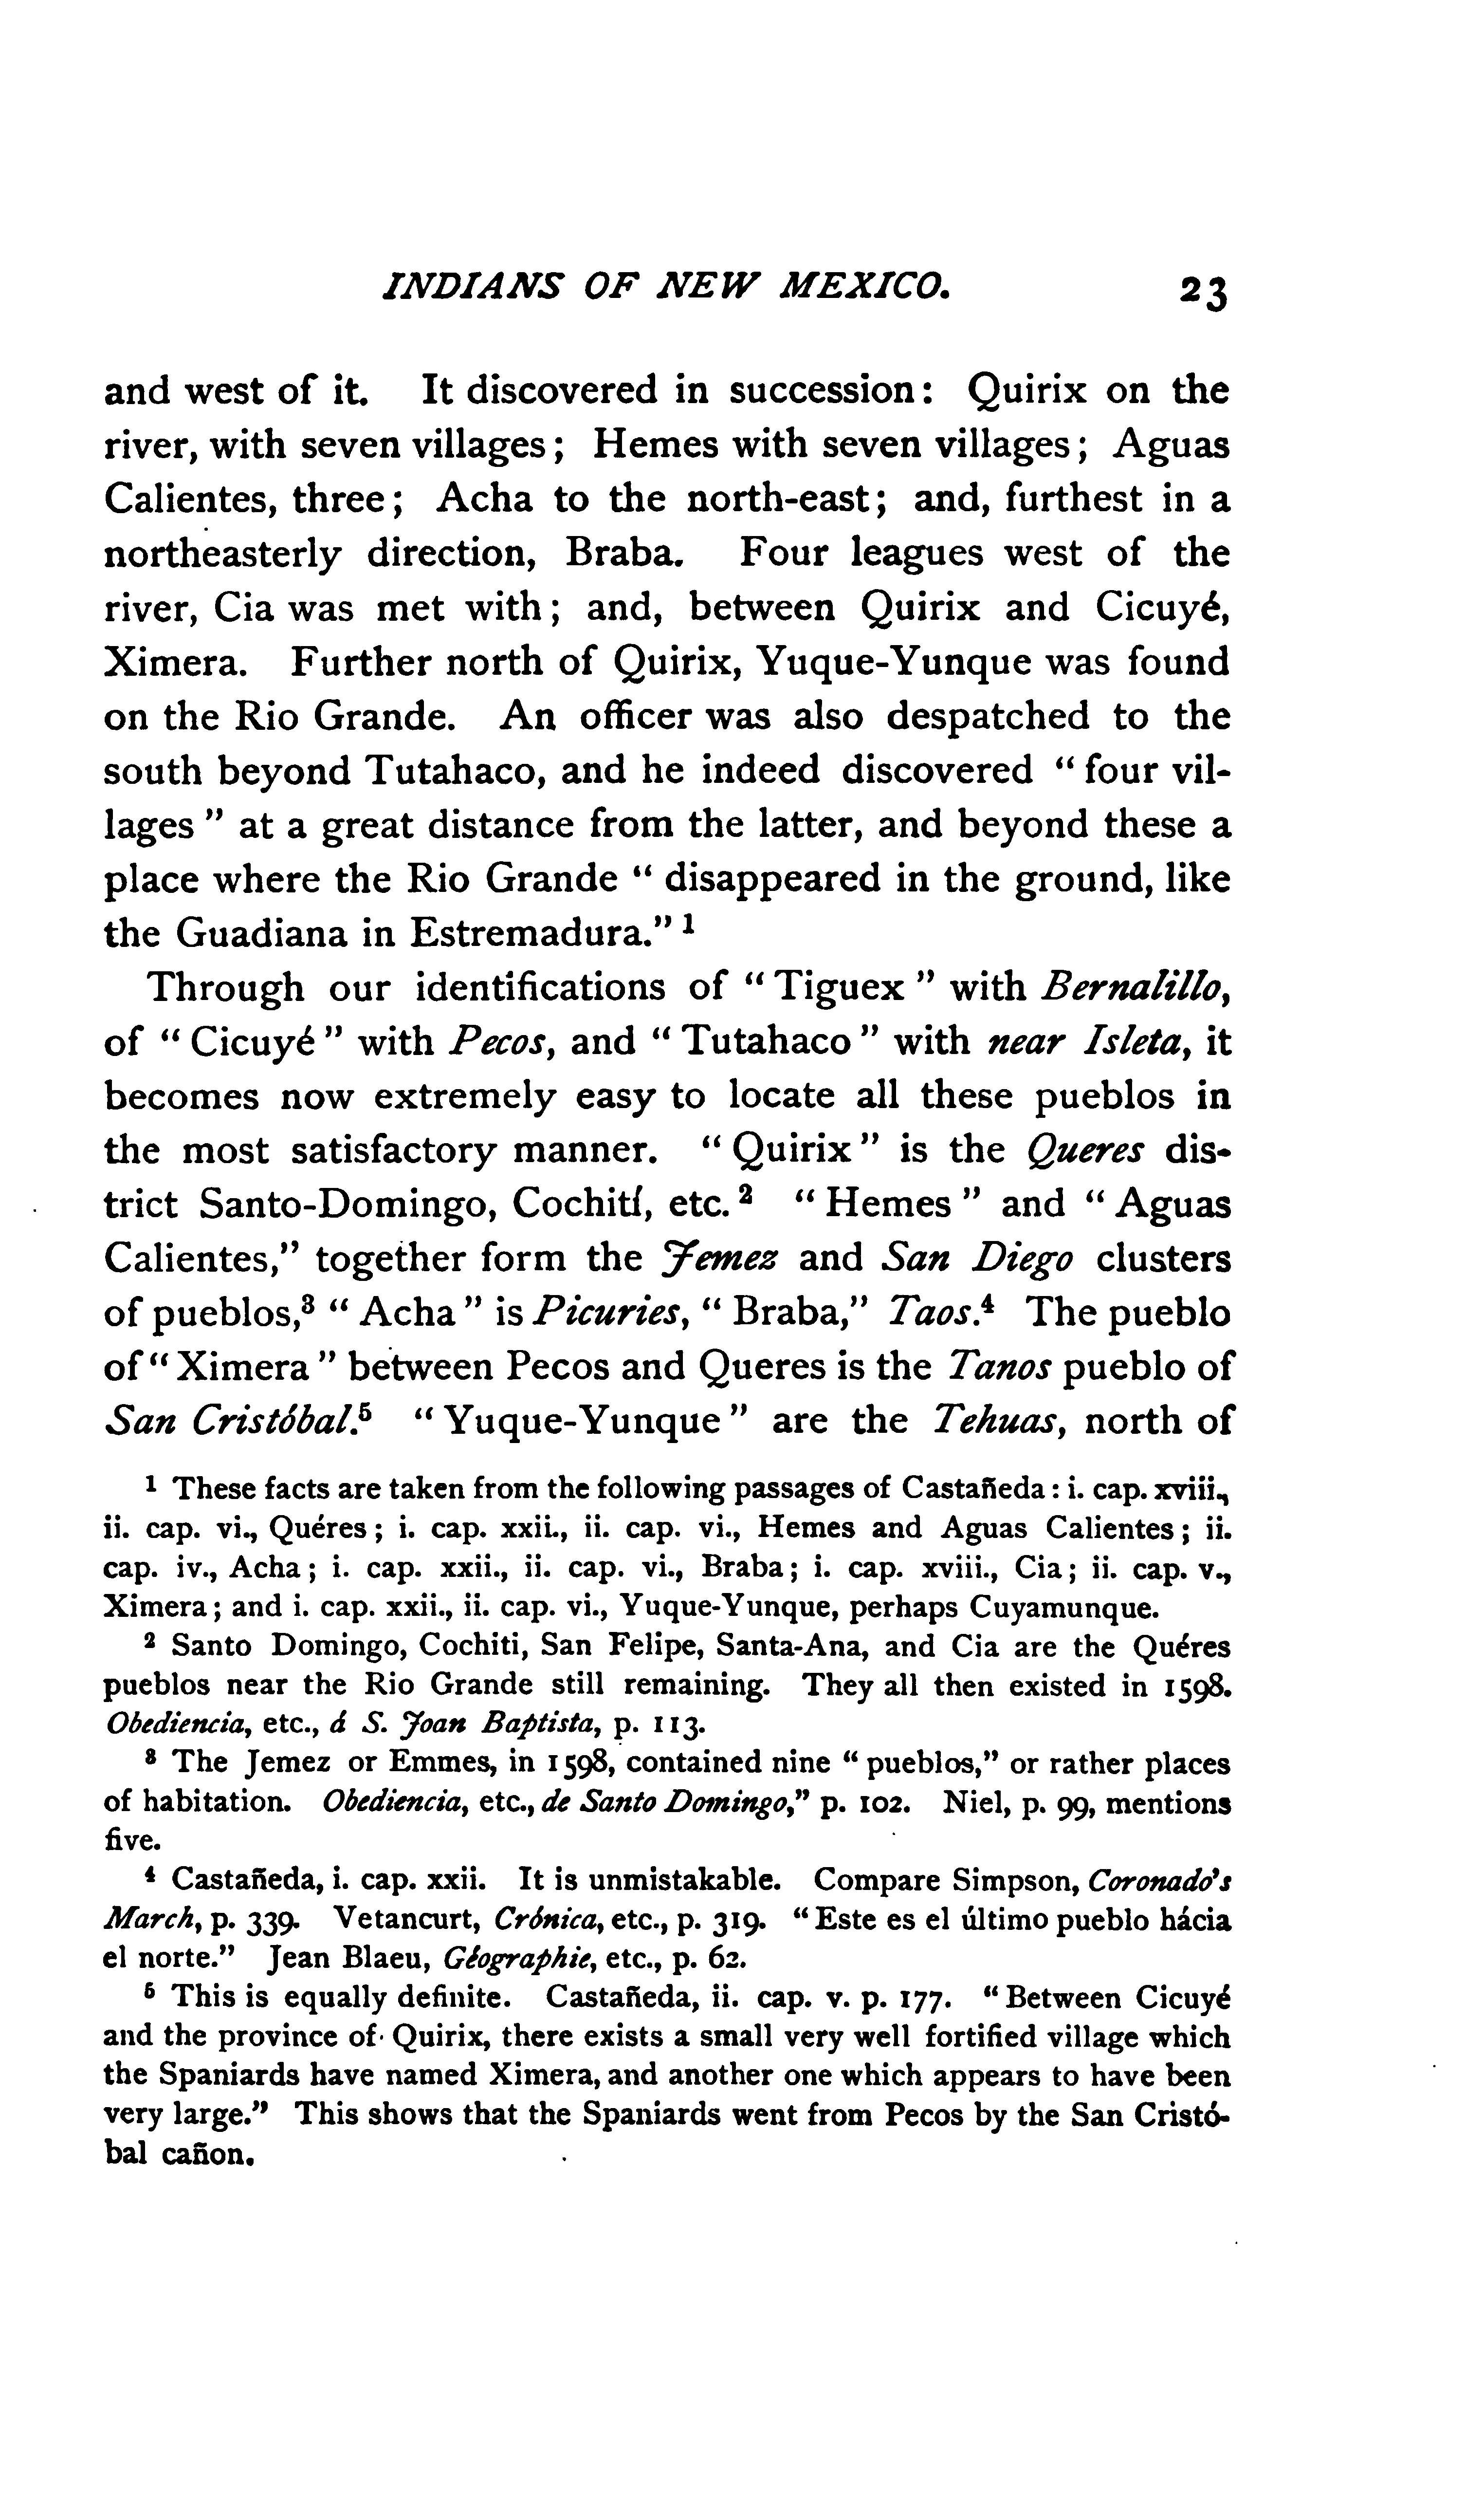 INDIANS OF NEW MEXICO. 23
and west of it. It discovered in succession: Quirix on the
river, with seven villages; Hemes with seven villages; Aguas
Calientes, three; Acha to the north-east; and, furthest in a
northeasterly direction, Braba. Four leagues west of the
river, Cia was met with; and, between Quirix and Cicuyé,
Ximera. Further north of Quirix, Yuque-Yunque was found
on the Rio Grande. An officer was also despatched to the
south beyond Tutahaco, and he indeed discovered "four vil-
lages" at a great distance from the latter, and beyond these a
place where the Rio Grande "disappeared in the ground, like
the Guadiana in Estremadura." 1
Through our identifications of "Tiguex" with Bernalillo,
of "Cicuyé" with Pecos, and "Tutahaco" with near Isleta, it
becomes now extremely easy to locate all these pueblos in
the most satisfactory manner. "Quirix" is the Queres dis-
trict Santo-Domingo, Cochití, etc. 2 "Hemes" and "Aguas
Calientes," together form the Jemez and San Diego clusters
of pueblos,3 "Acha" is Picuries, "Braba," Taos.4 The pueblo
of "Ximera" between Pecos and Queres is the Tanos pueblo of
San Cristóbal.5 "Yuque-Yunque" are the Tehuas, north of
1 These facts are taken from the following passages of Castañeda: i. cap. xviii.,
ii. cap. vi., Quéres; i. cap. xxii., ii. cap. vi., Hemes and Aguas Calientes; ii.
cap. iv., Acha; i. cap. xxii., ii. cap. vi., Braba; i. cap. xviii., Cia; ii. cap. v.,
Ximera; and i. cap. xxii., ii. cap. vi., Yuque-Yunque, perhaps Cuyamunque.
2 Santo Domingo, Cochiti, San Felipe, Santa-Ana, and Cia are the Quéres
pueblos near the Rio Grande still remaining. They all then existed in 1598.
Obediencia, etc., á S. Joan Baptista, p. 113.
3 The Jemez or Emmes, in 1598, contained nine "pueblos," or rather places
of habitation. Obediencia, etc., de Santo Domingo," p. 102. Niel, p. 99, mentions
five.
4 Castañeda, i. cap. xxii. It is unmistakable. Compare Simpson, Coronado's
March, p. 339. Vetancurt, Crónica, etc., p. 319. "Este es el último pueblo hácia
el norte." Jean Blaeu, Géographie, etc., p. 62.
5 This is equally definite. Castañeda, ii. cap. v. p. 177. "Between Cicuyé
and the province of Quirix, there exists a small very well fortified village which
the Spaniards have named Ximera, and another one which appears to have been
very large." This shows that the Spaniards went from Pecos by the San Cristó-
bal cañon.